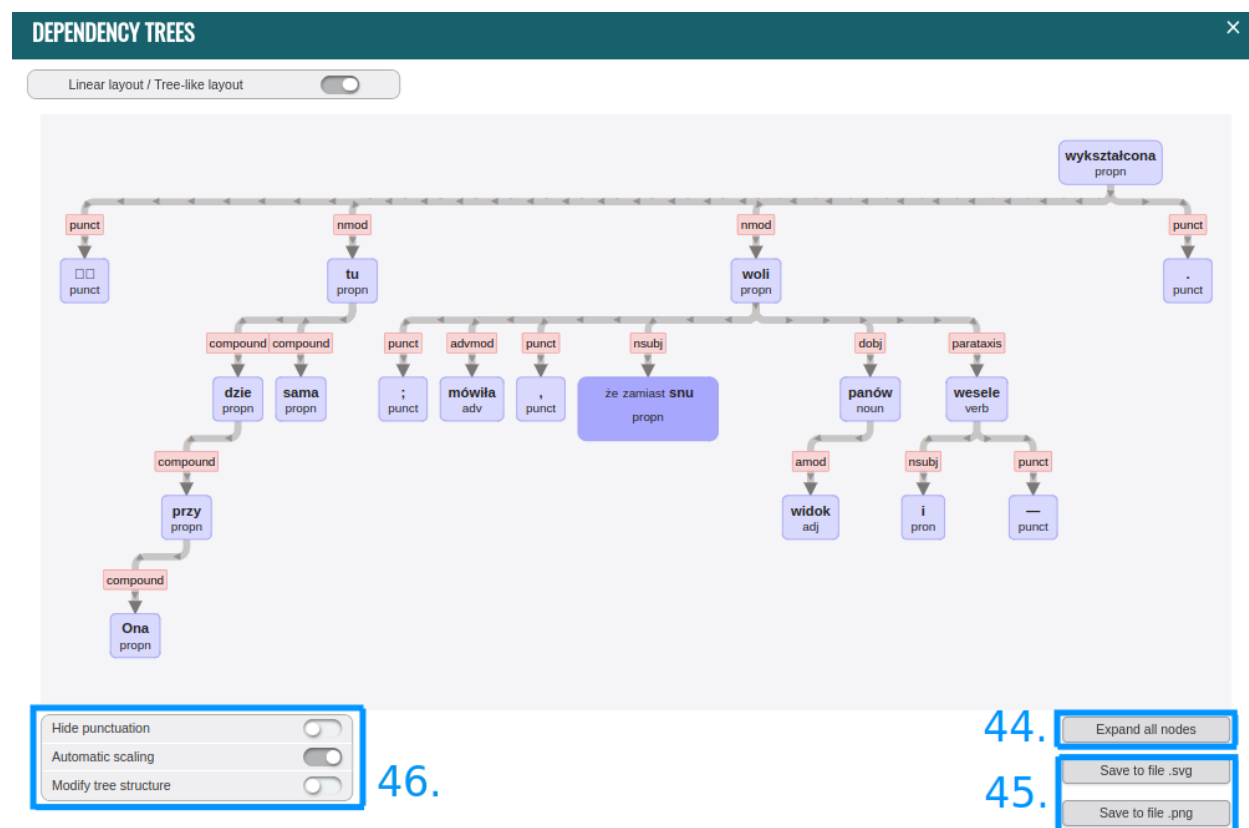 DEPENDENCY TREES
Linear layout / Tree-like layout
wykształcona
propn
punct nmod nmod punct
punct
tu
propn
woli
propn
.
punct
compound compound punct advmod punct nsubj dobj parataxis
dzie
propn
sama
propn
;
punct
mówiła
adv
,
punct
że zamiast snu
propn
panów
noun
wesele
verb
compound amod nsubj punct
przy
propn
widok
adj
i
pron
—
punct
compound
Ona
propn
Hide punctuation
Automatic scaling
Modify tree structure
46.
44.
Expand all nodes
45.
Save to file .svg
Save to file .png